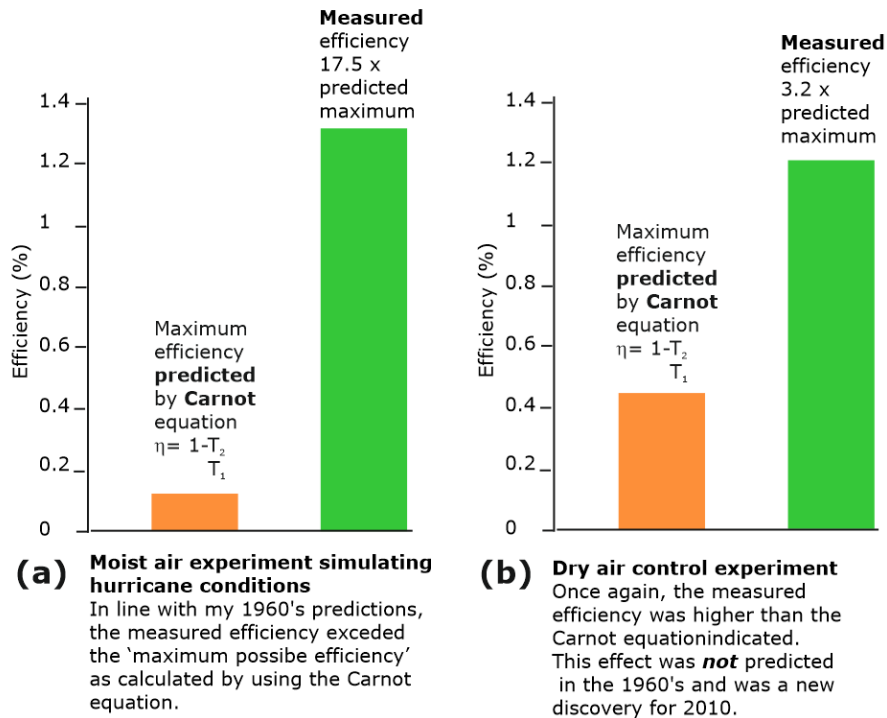 Measured
efficiency
17.5 x
predicted
maximum
1.4
1.2
1
0.8
0.6
0.4
0.2
0
Efficiency (%)
Maximum
efficiency
predicted
by Carnot
equation
η= 1-T₂
T₁
(a) Moist air experiment simulating
hurricane conditions
In line with my 1960's predictions,
the measured efficiency exceded
the ‘maximum possibe efficiency’
as calculated by using the Carnot
equation.
Measured
efficiency
3.2 x
predicted
maximum
1.4
1.2
1
0.8
0.6
0.4
0.2
0
Efficiency (%)
Maximum
efficiency
predicted
by Carnot
equation
η= 1-T₂
T₁
(b) Dry air control experiment
Once again, the measured
efficiency was higher than the
Carnot equationindicated.
This effect was not predicted
in the 1960's and was a new
discovery for 2010.